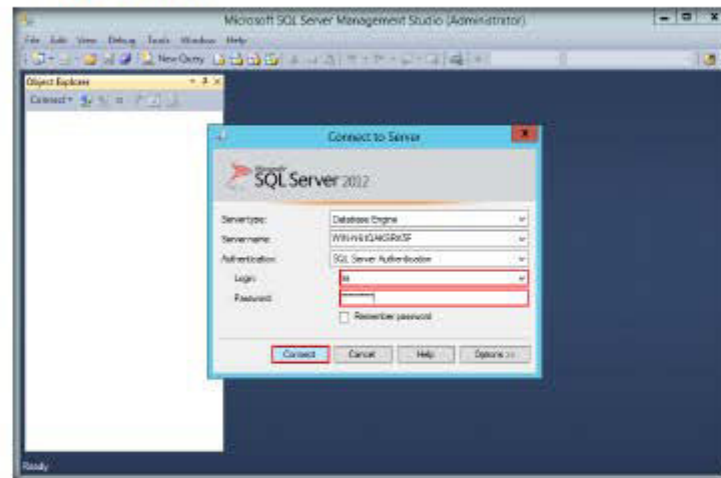 Microsoft SQL Server Management Studio (Administrator)
File Edit View Debug Tools Window Help
New Query
Object Explorer
Connect
Connect to Server
Microsoft
SQL Server 2012
Server type: Database Engine
Server name:
Authentication: SQL Server Authentication
Login: sa
Password:
Remember password
Connect Cancel Help Options >>
Ready